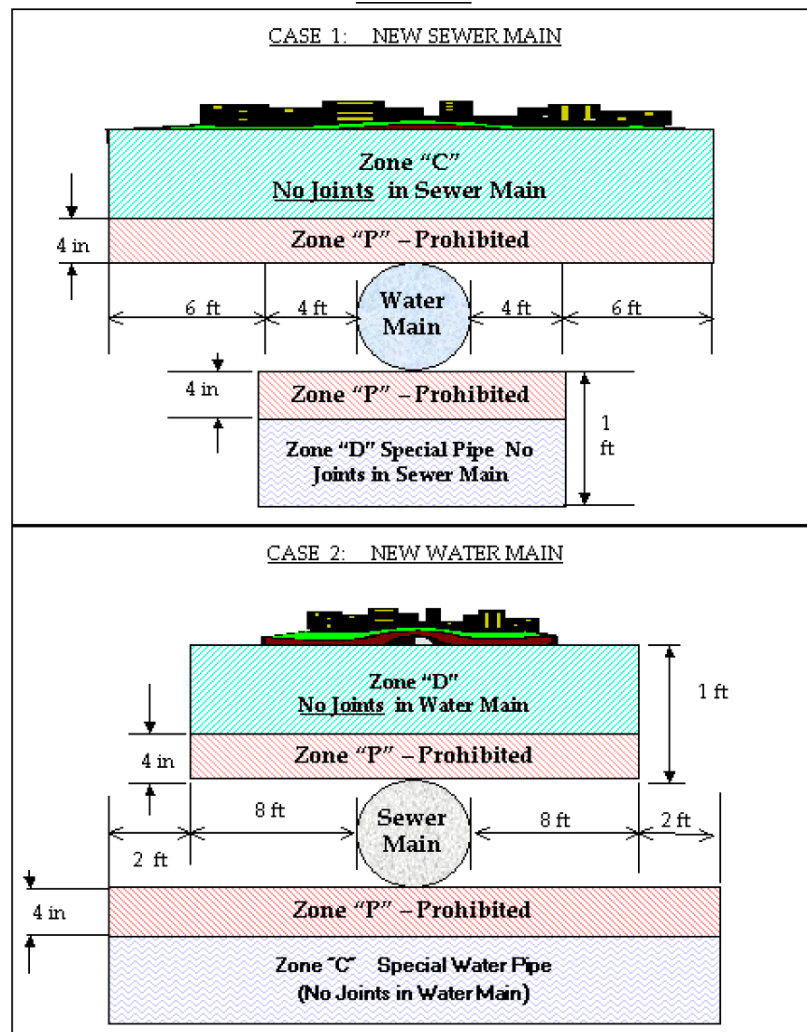 CASE 1: NEW SEWER MAIN
Zone “C”
No Joints in Sewer Main
Zone “P” – Prohibited
4 in
6 ft
4 ft
Water
Main
4 ft
6 ft
4 in
Zone “P” – Prohibited
1
ft
Zone “D” Special Pipe No
Joints in Sewer Main
CASE 2: NEW WATER MAIN
Zone “D”
No Joints in Water Main
1 ft
Zone “P” – Prohibited
4 in
8 ft
Sewer
Main
8 ft
2 ft
2 ft
4 in
Zone “P” – Prohibited
Zone “C” Special Water Pipe
(No Joints in Water Main)